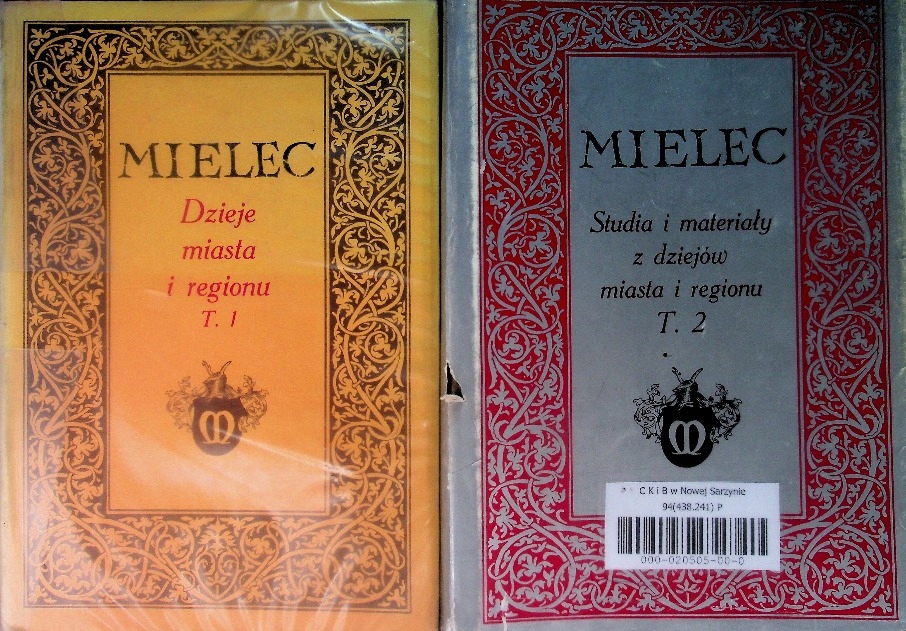 MIELEC
Dzieje
miasta
i regionu
T. 1
M
MIELEC
Studia i materiały
z dziejów
miasta i regionu
T. 2
M
C K i B w Nowej Sarzynie
94(438.241) P
000-020505-00-0